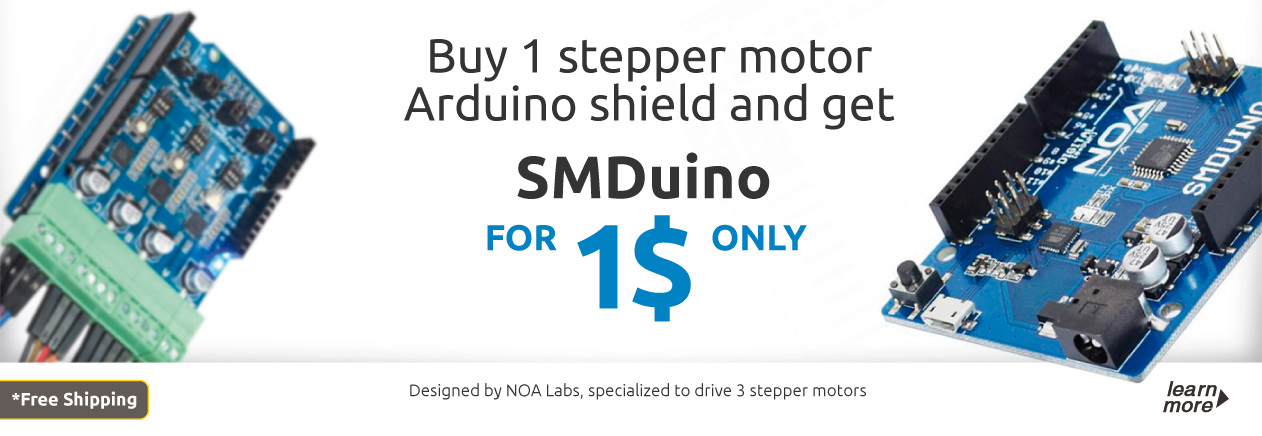 Buy 1 stepper motor
Arduino shield and get
SMDuino
FOR 1$ ONLY
NOA
LABS
SMDUINO
Designed by NOA Labs, specialized to drive 3 stepper motors
*Free Shipping
learn
more